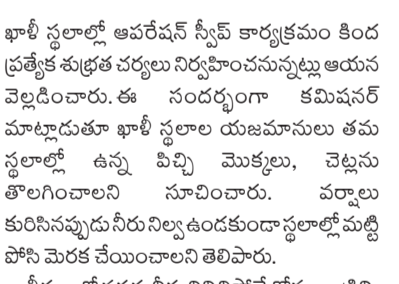 ఖాళీ స్థలాల్లో ఆపరేషన్ స్వీప్ కార్యక్రమం కింద
ప్రత్యేక శుభ్రత చర్యలు నిర్వహించనున్నట్లు ఆయన
వెల్లడించారు. ఈ సందర్భంగా కమిషనర్
మాట్లాడుతూ ఖాళీ స్థలాల యజమానులు తమ
స్థలాల్లో ఉన్న పిచ్చి మొక్కలు, చెట్లను
తొలగించాలని సూచించారు. వర్షాలు
కురిసినప్పుడు నీరు నిల్వ ఉండకుండా స్థలాల్లో మట్టి
పోసి మెరక చేయించాలని తెలిపారు.